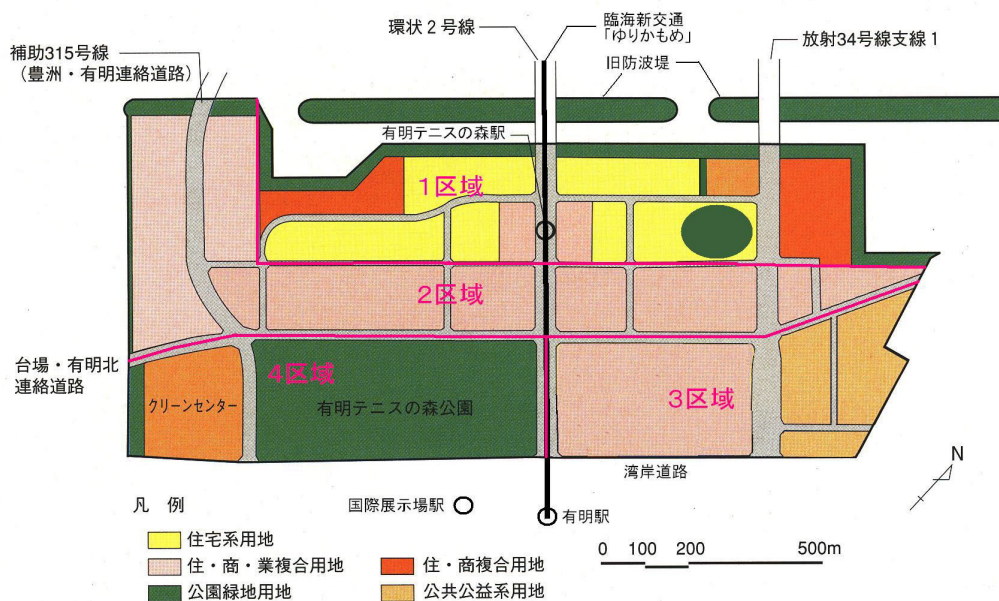 環状2号線
臨海新交通
「ゆりかもめ」
放射34号線支線1
補助315号線
（豊洲・有明連絡道路）
旧防波堤
有明テニスの森駅
1区域
2区域
台場・有明北
連絡道路
4区域
3区域
クリーンセンター
有明テニスの森公園
湾岸道路
N
凡 例
国際展示場駅
有明駅
住宅系用地
住・商・業複合用地
住・商複合用地
公園緑地用地
公共公益系用地
0 100 200 500m